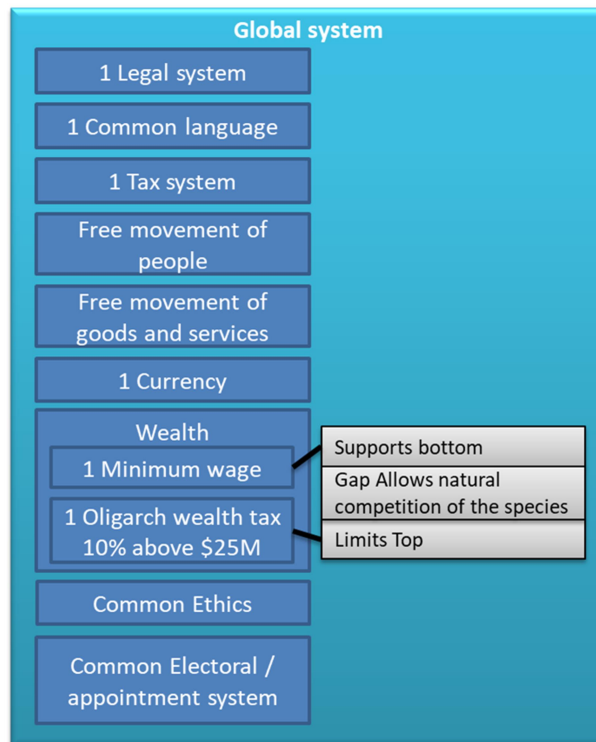 Global system
1 Legal system
1 Common language
1 Tax system
Free movement of
people
Free movement of
goods and services
1 Currency
Wealth
1 Minimum wage
Supports bottom
Gap Allows natural
competition of the species
1 Oligarch wealth tax
10% above $25M
Limits Top
Common Ethics
Common Electoral /
appointment system